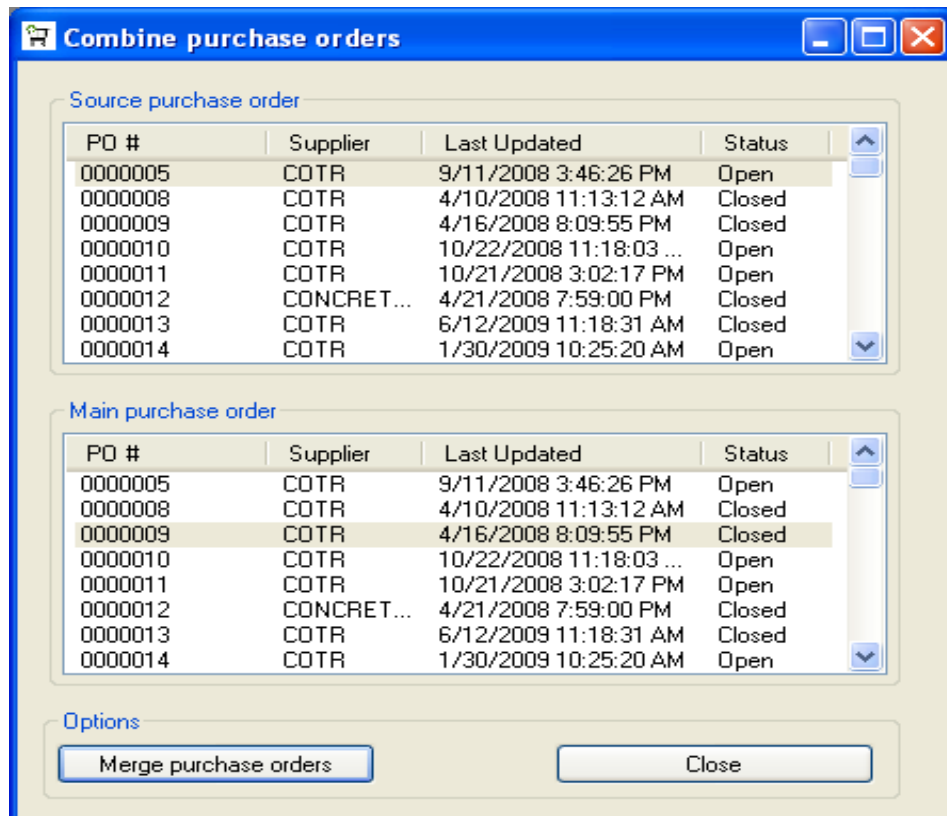 Combine purchase orders
Source purchase order
PO # Supplier Last Updated Status
0000005 COTR 9/11/2008 3:46:26 PM Open
0000008 COTR 4/10/2008 11:13:12 AM Closed
0000009 COTR 4/16/2008 8:09:55 PM Closed
0000010 COTR 10/22/2008 11:18:03 ... Open
0000011 COTR 10/21/2008 3:02:17 PM Open
0000012 CONCRET... 4/21/2008 7:59:00 PM Closed
0000013 COTR 6/12/2009 11:18:31 AM Closed
0000014 COTR 1/30/2009 10:25:20 AM Open
Main purchase order
PO # Supplier Last Updated Status
0000005 COTR 9/11/2008 3:46:26 PM Open
0000008 COTR 4/10/2008 11:13:12 AM Closed
0000009 COTR 4/16/2008 8:09:55 PM Closed
0000010 COTR 10/22/2008 11:18:03 ... Open
0000011 COTR 10/21/2008 3:02:17 PM Open
0000012 CONCRET... 4/21/2008 7:59:00 PM Closed
0000013 COTR 6/12/2009 11:18:31 AM Closed
0000014 COTR 1/30/2009 10:25:20 AM Open
Options
Merge purchase orders Close